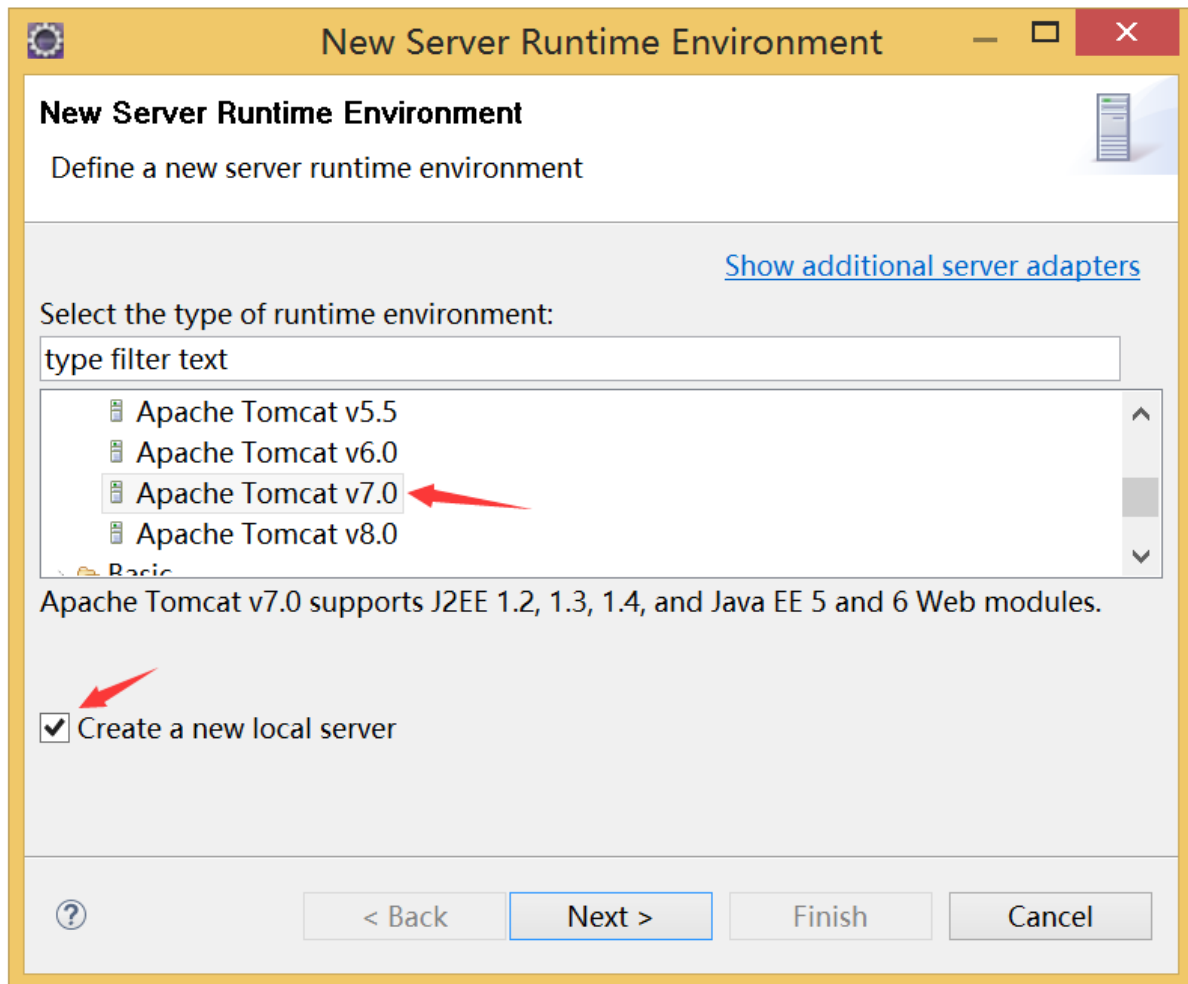 New Server Runtime Environment
New Server Runtime Environment
Define a new server runtime environment
Show additional server adapters
Select the type of runtime environment:
type filter text
Apache Tomcat v5.5
Apache Tomcat v6.0
Apache Tomcat v7.0
Apache Tomcat v8.0
Basic
Apache Tomcat v7.0 supports J2EE 1.2, 1.3, 1.4, and Java EE 5 and 6 Web modules.
Create a new local server
< Back Next > Finish Cancel